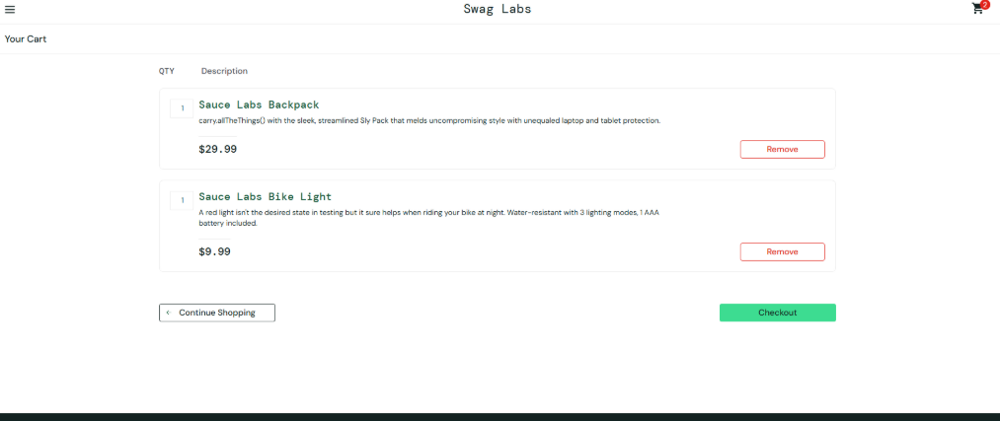 Swag Labs
2
Your Cart
QTY Description
1
Sauce Labs Backpack
carry.allTheThings() with the sleek, streamlined Sly Pack that melds uncompromising style with unequaled laptop and tablet protection.
$29.99
Remove
1
Sauce Labs Bike Light
A red light isn't the desired state in testing but it sure helps when riding your bike at night. Water-resistant with 3 lighting modes, 1 AAA
battery included.
$9.99
Remove
Continue Shopping
Checkout